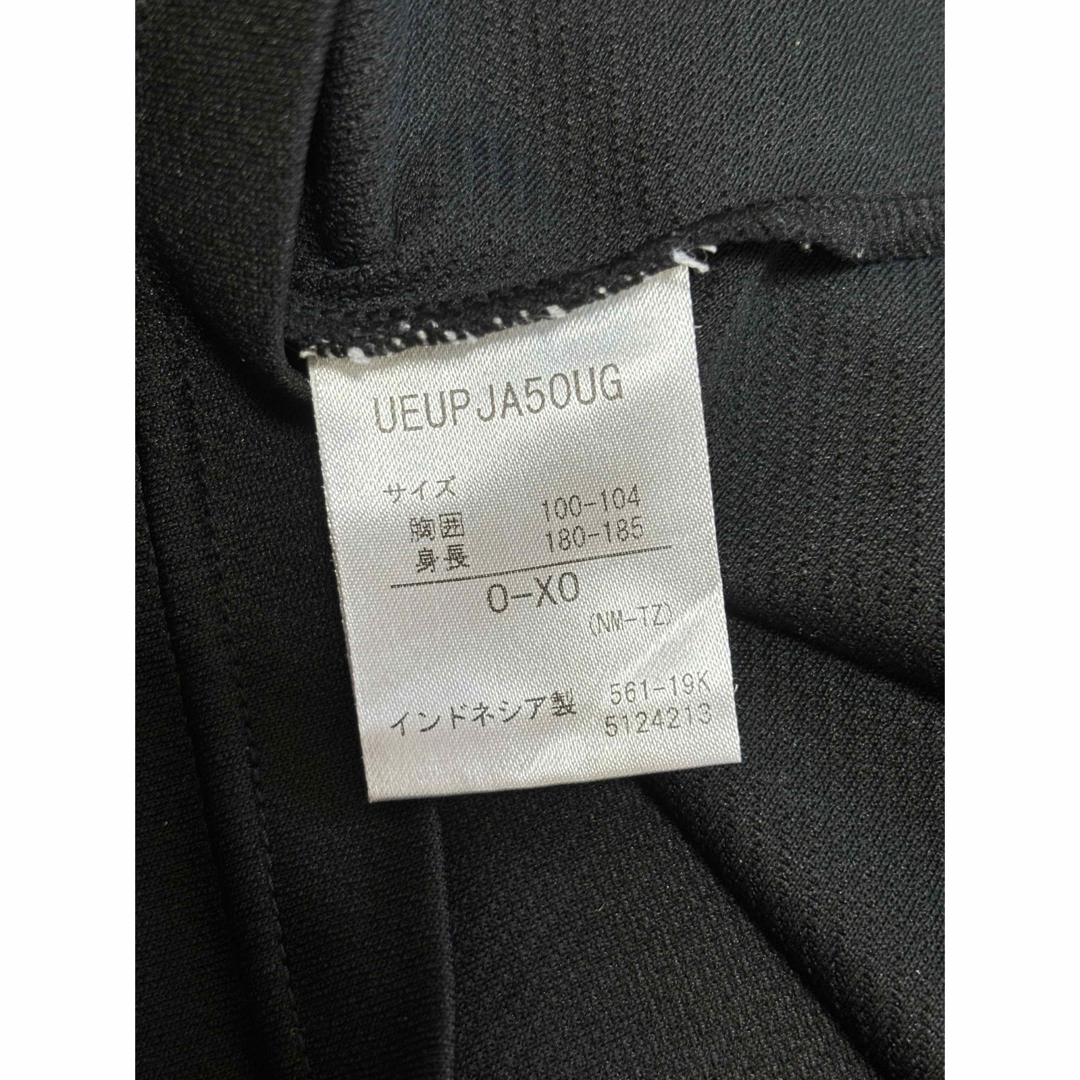 UEUPJA50UG
サイズ
胸囲 100-104
身長 180-185
O-XO
(NM-TZ)
インドネシア製 561-19K
5124213